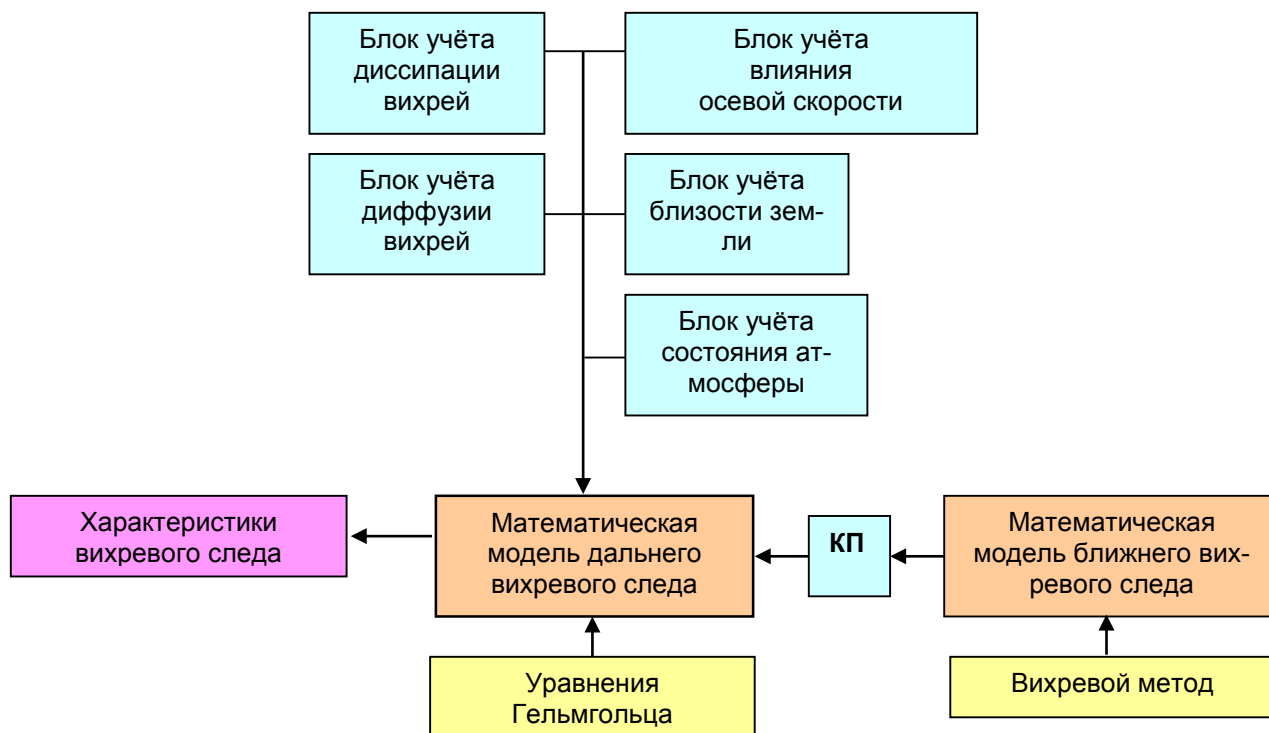 Блок учёта
диссипации
вихрей
Блок учёта
влияния
осевой скорости
Блок учёта
диффузии
вихрей
Блок учёта
близости зем-
ли
Блок учёта
состояния ат-
мосферы
Характеристики
вихревого следа
Математическая
модель дальнего
вихревого следа
КП
Математическая
модель ближнего вих-
ревого следа
Уравнения
Гельмгольца
Вихревой метод